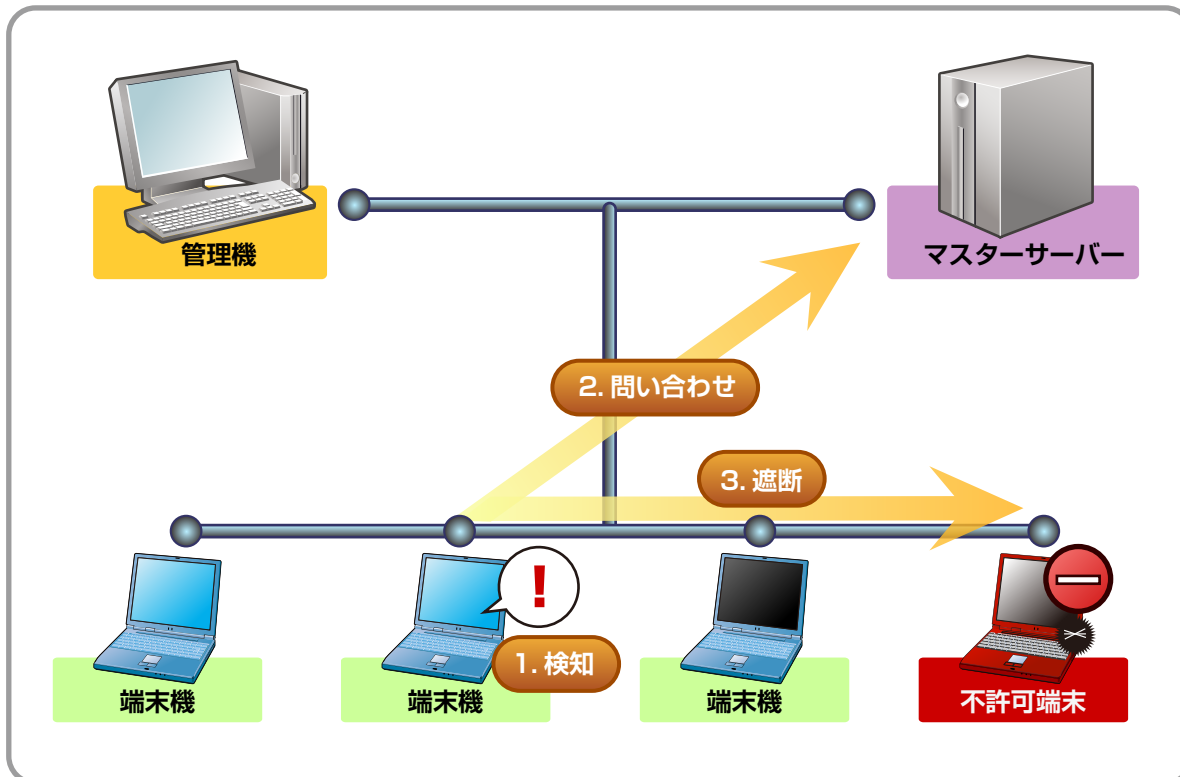 管理機
マスターサーバー
2. 問い合わせ
3. 遮断
!
1. 検知
端末機
端末機
端末機
不許可端末